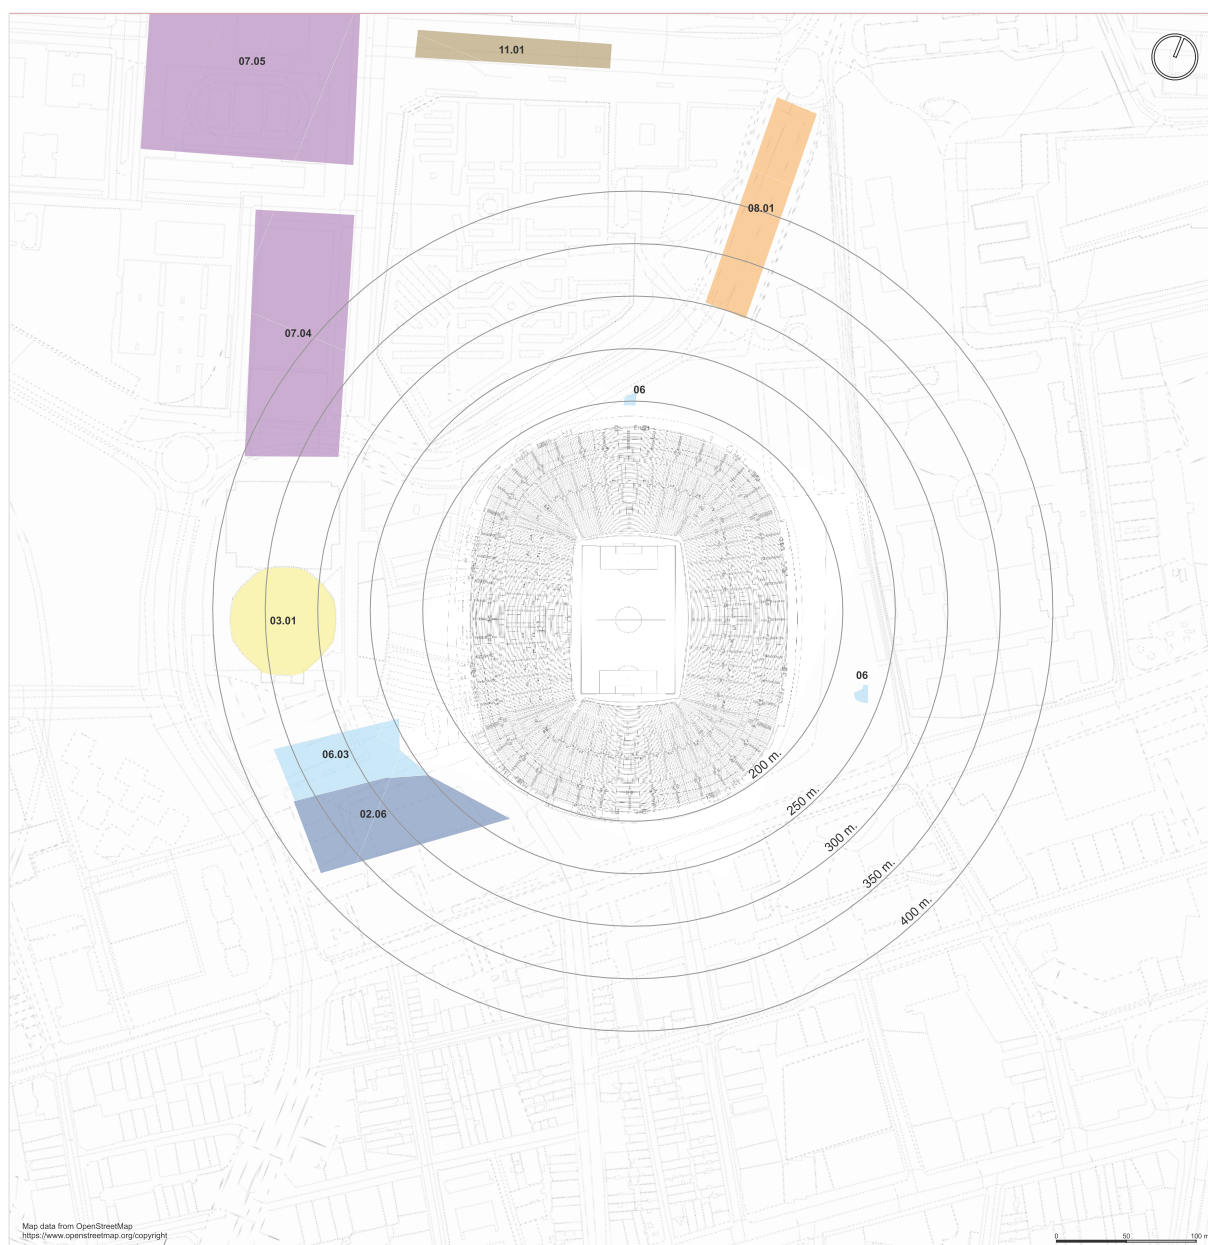 11.01
07.05
08.01
07.04
06
03.01
06
06.03
200 m.
250 m.
02.06
300 m.
350 m.
400 m.
Map data from OpenStreetMap
https://www.openstreetmap.org/copyright
0 50 100 m